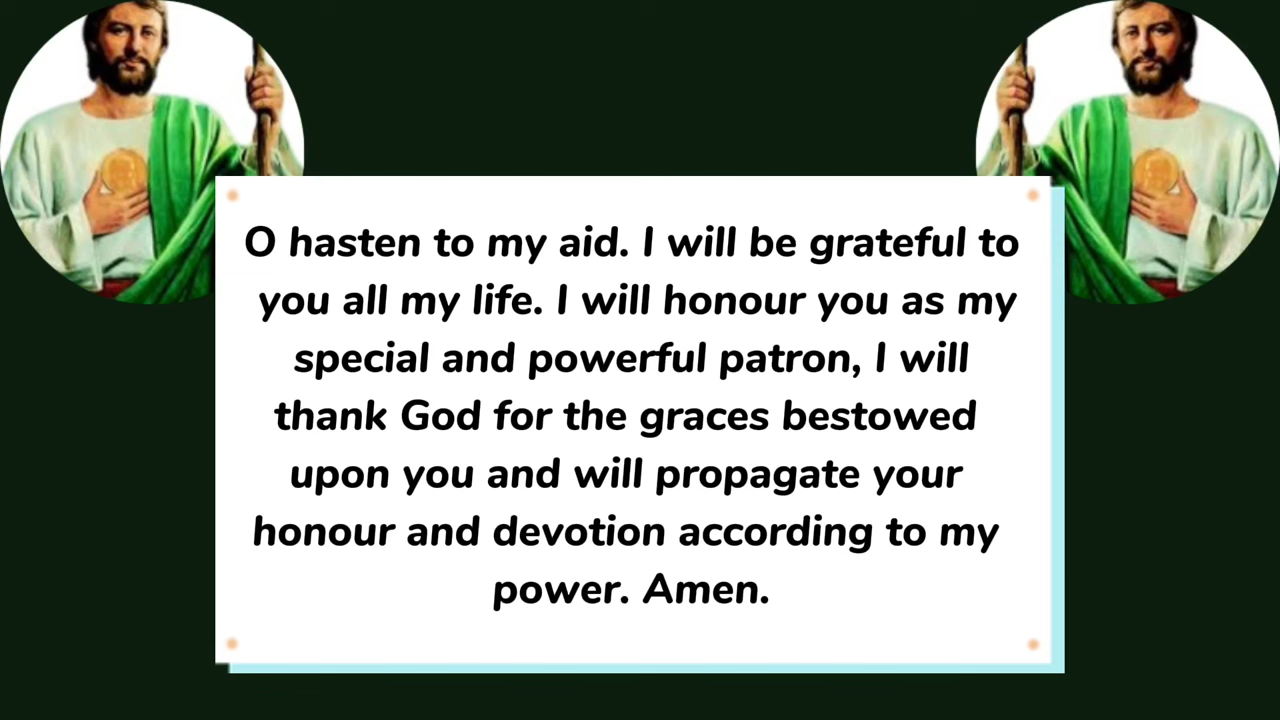 O hasten to my aid. I will be grateful to
you all my life. I will honour you as my
special and powerful patron, I will
thank God for the graces bestowed
upon you and will propagate your
honour and devotion according to my
power. Amen.